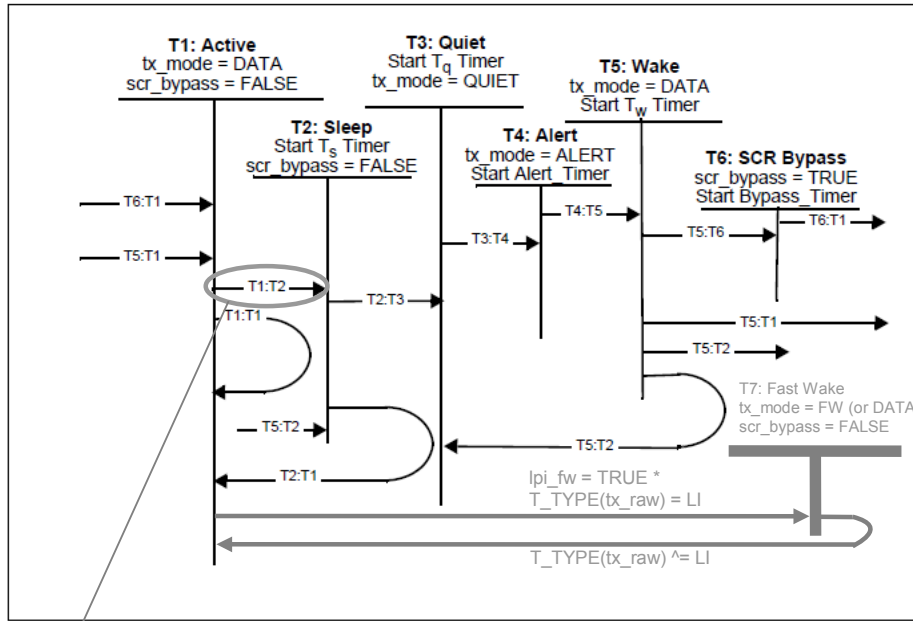 T1: Active
tx_mode = DATA
scr_bypass = FALSE
T2: Sleep
Start Ts Timer
scr_bypass = FALSE
T3: Quiet
Start Tq Timer
tx_mode = QUIET
T4: Alert
tx_mode = ALERT
Start Alert_Timer
T5: Wake
tx_mode = DATA
Start Tw Timer
T6: SCR Bypass
scr_bypass = TRUE
Start Bypass_Timer
T6:T1
T4:T5
T6:T1
T5:T6
T3:T4
T5:T1
T1:T2
T2:T3
T1:T1
T5:T1
T5:T2
T7: Fast Wake
tx_mode = FW (or DATA
scr_bypass = FALSE
T5:T2
T5:T2
T2:T1
lpi_fw = TRUE *
T_TYPE(tx_raw) = LI
T_TYPE(tx_raw) ^= LI